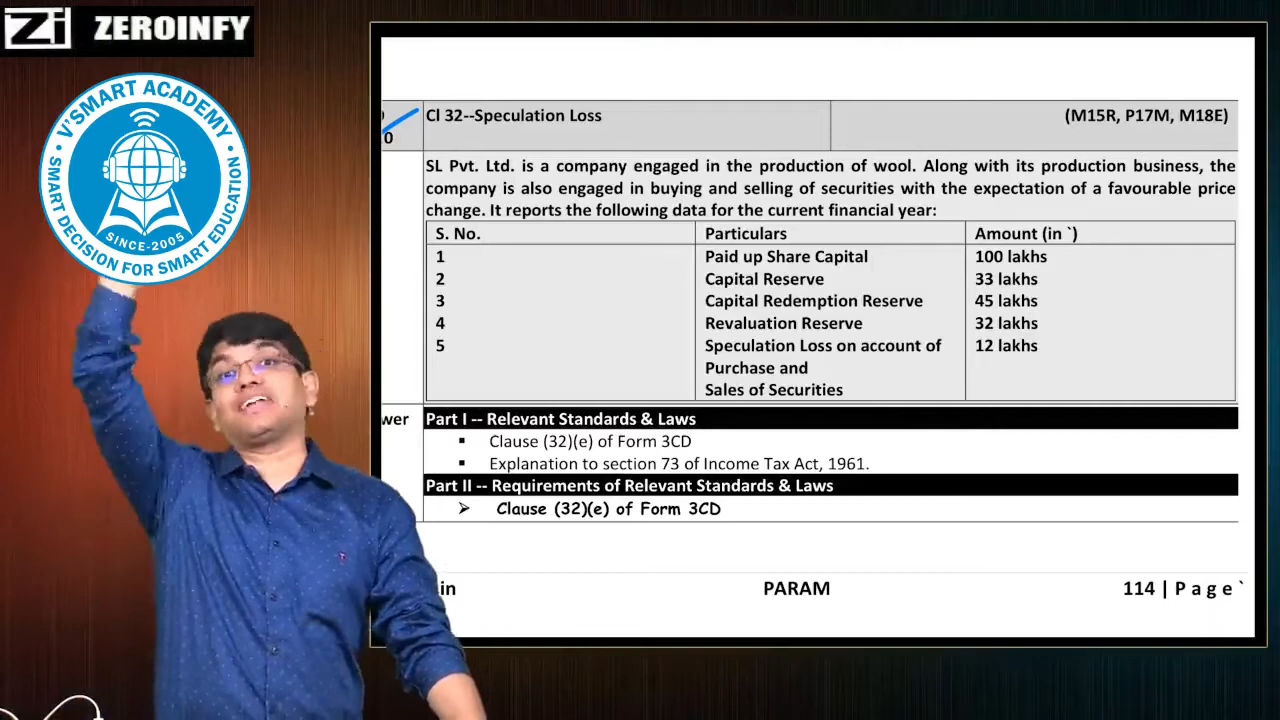 Zi ZEROINFY
V'SMART ACADEMY
SMART DECISION FOR SMART EDUCATION
SINCE-2005
0
Cl 32--Speculation Loss (M15R, P17M, M18E)
SL Pvt. Ltd. is a company engaged in the production of wool. Along with its production business, the
company is also engaged in buying and selling of securities with the expectation of a favourable price
change. It reports the following data for the current financial year:
S. No. Particulars Amount (in `)
1 Paid up Share Capital 100 lakhs
2 Capital Reserve 33 lakhs
3 Capital Redemption Reserve 45 lakhs
4 Revaluation Reserve 32 lakhs
5 Speculation Loss on account of 12 lakhs
Purchase and
Sales of Securities
wer Part I -- Relevant Standards & Laws
▪ Clause (32)(e) of Form 3CD
▪ Explanation to section 73 of Income Tax Act, 1961.
Part II -- Requirements of Relevant Standards & Laws
➢ Clause (32)(e) of Form 3CD
.in PARAM 114 | P a g e `